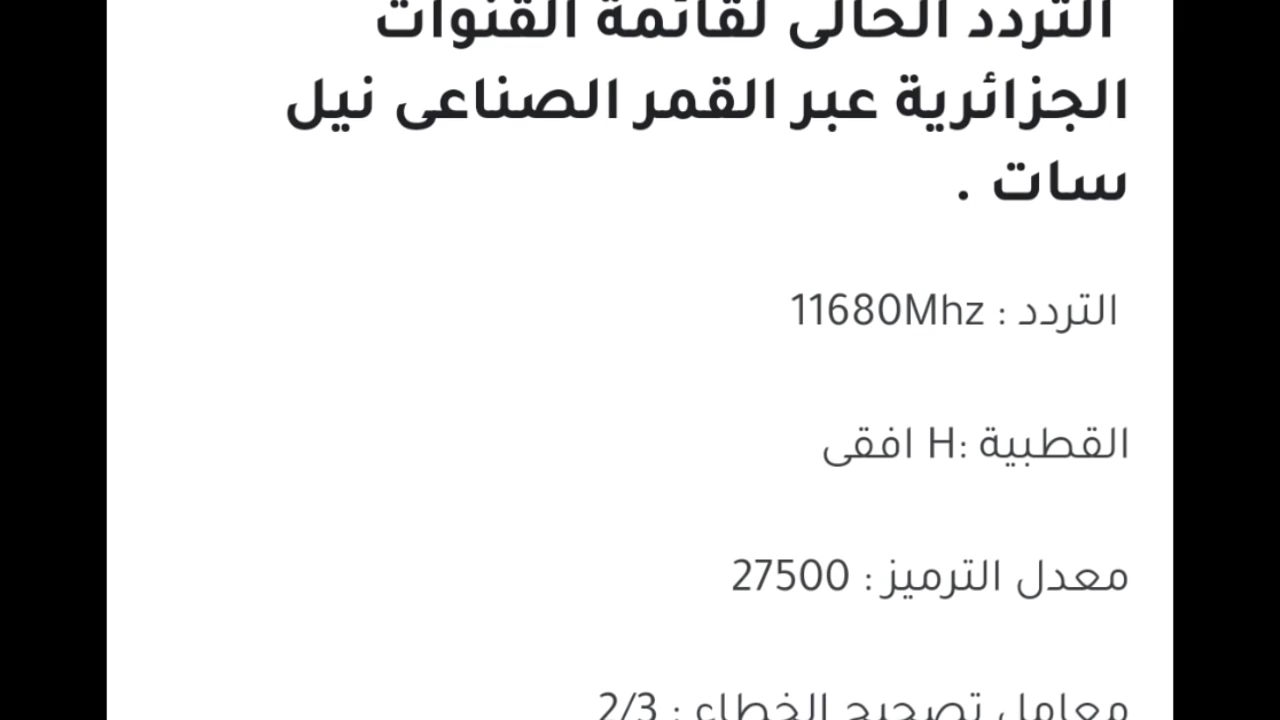 التردد الحالى لقائمة القنوات
الجزائرية عبر القمر الصناعى نيل
سات .
التردد : 11680Mhz
القطبية :H افقى
معدل الترميز : 27500
معامل تصحيح الخطاء : 2/3